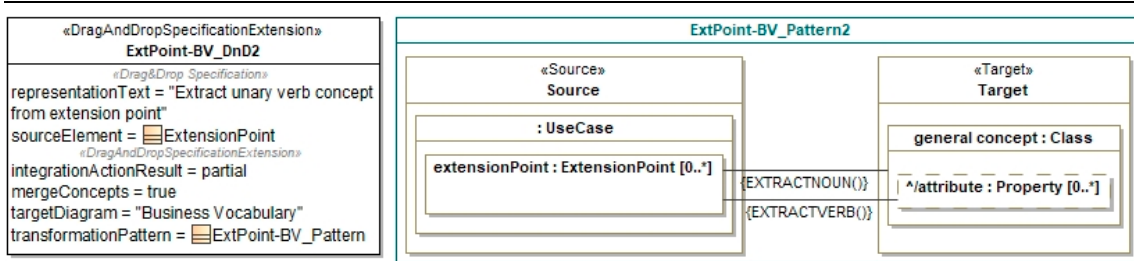 «DragAndDropSpecificationExtension»
ExtPoint-BV_DnD2
«Drag&Drop Specification»
representationText = "Extract unary verb concept
from extension point"
sourceElement = ExtensionPoint
«DragAndDropSpecificationExtension»
integrationActionResult = partial
mergeConcepts = true
targetDiagram = "Business Vocabulary"
transformationPattern = ExtPoint-BV_Pattern
ExtPoint-BV_Pattern2
«Source»
Source
: UseCase
extensionPoint : ExtensionPoint [0..*]
{EXTRACTNOUN()}
{EXTRACTVERB()}
«Target»
Target
general concept : Class
^/attribute : Property [0..*]